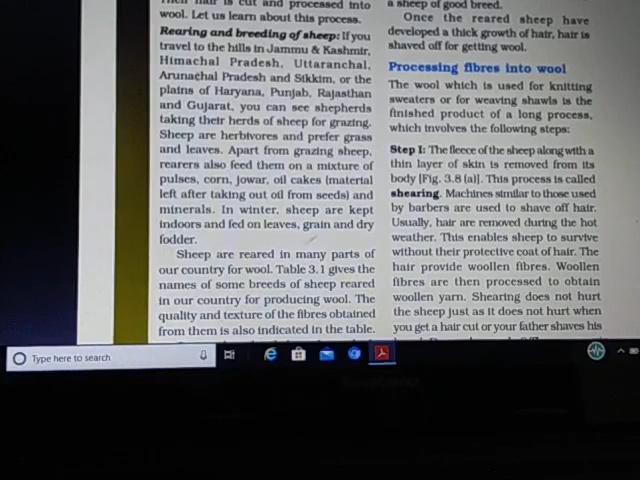 Their hair is cut and processed into
wool. Let us learn about this process.
Rearing and breeding of sheep: If you
travel to the hills in Jammu & Kashmir,
Himachal Pradesh, Uttaranchal,
Arunachal Pradesh and Sikkim, or the
plains of Haryana, Punjab, Rajasthan
and Gujarat, you can see shepherds
taking their herds of sheep for grazing.
Sheep are herbivores and prefer grass
and leaves. Apart from grazing sheep,
rearers also feed them on a mixture of
pulses, corn, jowar, oil cakes (material
left after taking out oil from seeds) and
minerals. In winter, sheep are kept
indoors and fed on leaves, grain and dry
fodder.
Sheep are reared in many parts of
our country for wool. Table 3.1 gives the
names of some breeds of sheep reared
in our country for producing wool. The
quality and texture of the fibres obtained
from them is also indicated in the table.
a sheep of good breed.
Once the reared sheep have
developed a thick growth of hair, hair is
shaved off for getting wool.
Processing fibres into wool
The wool which is used for knitting
sweaters or for weaving shawls is the
finished product of a long process,
which involves the following steps:
Step I: The fleece of the sheep along with a
thin layer of skin is removed from its
body [Fig. 3.8 (a)]. This process is called
shearing. Machines similar to those used
by barbers are used to shave off hair.
Usually, hair are removed during the hot
weather. This enables sheep to survive
without their protective coat of hair. The
hair provide woollen fibres. Woollen
fibres are then processed to obtain
woollen yarn. Shearing does not hurt
the sheep just as it does not hurt when
you get a hair cut or your father shaves his
Type here to search